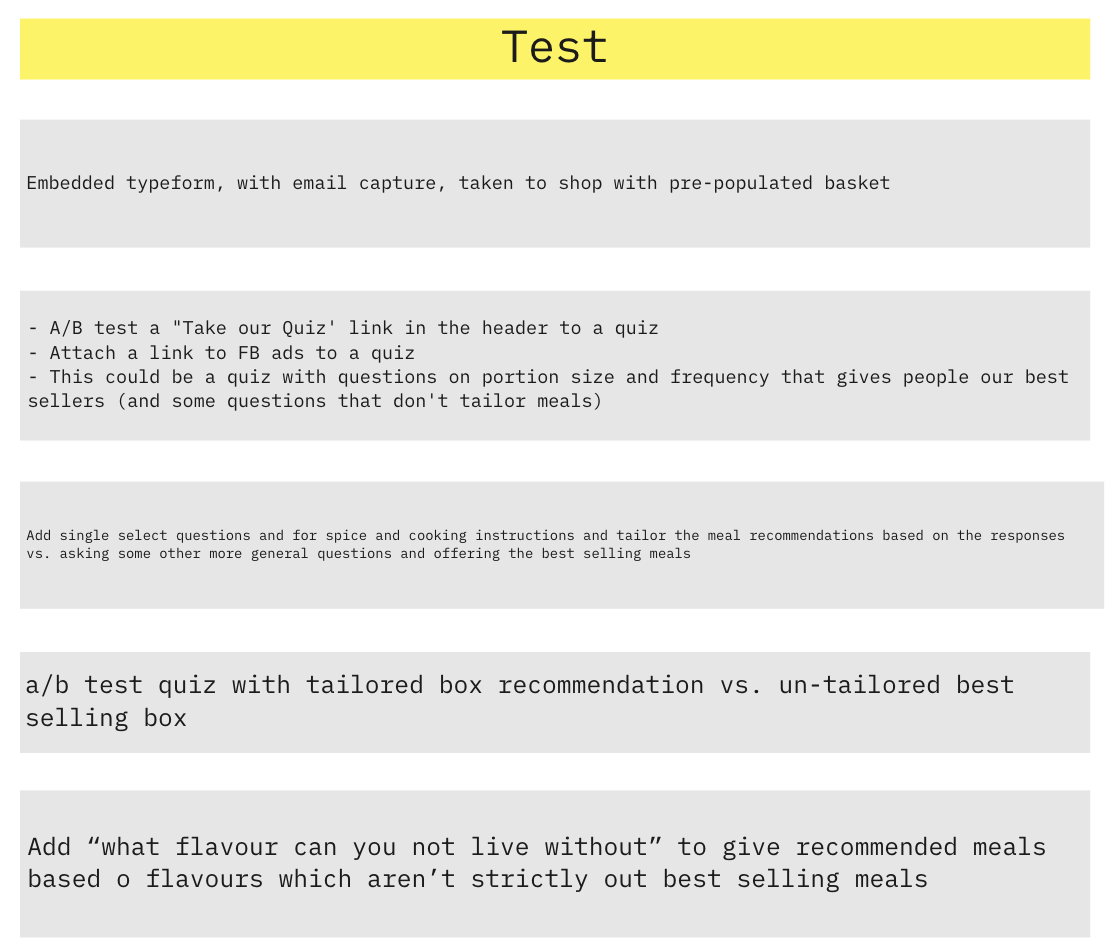 Test
Embedded typeform, with email capture, taken to shop with pre-populated basket
- A/B test a "Take our Quiz' link in the header to a quiz
- Attach a link to FB ads to a quiz
- This could be a quiz with questions on portion size and frequency that gives people our best
sellers (and some questions that don't tailor meals)
Add single select questions and for spice and cooking instructions and tailor the meal recommendations based on the responses
vs. asking some other more general questions and offering the best selling meals
a/b test quiz with tailored box recommendation vs. un-tailored best
selling box
Add “what flavour can you not live without” to give recommended meals
based o flavours which aren’t strictly out best selling meals